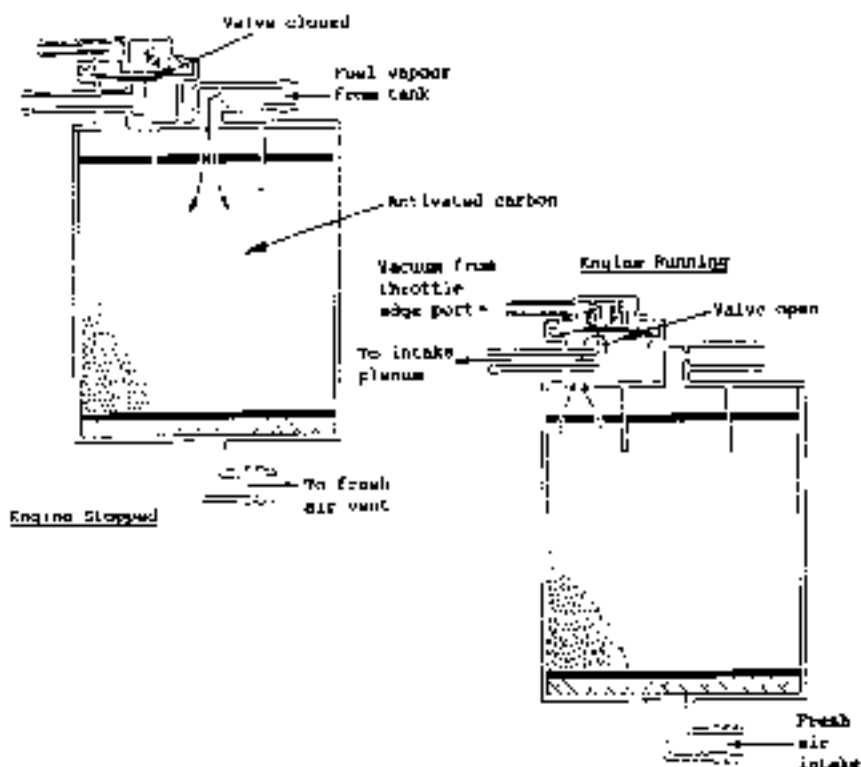 Valve closed
Fuel vapour
from tank
Activated carbon
Engine Stopped
To fresh
air vent
Engine Running
Vacuum from
throttle
edge port
Valve open
To intake
plenum
Fresh
air
intake